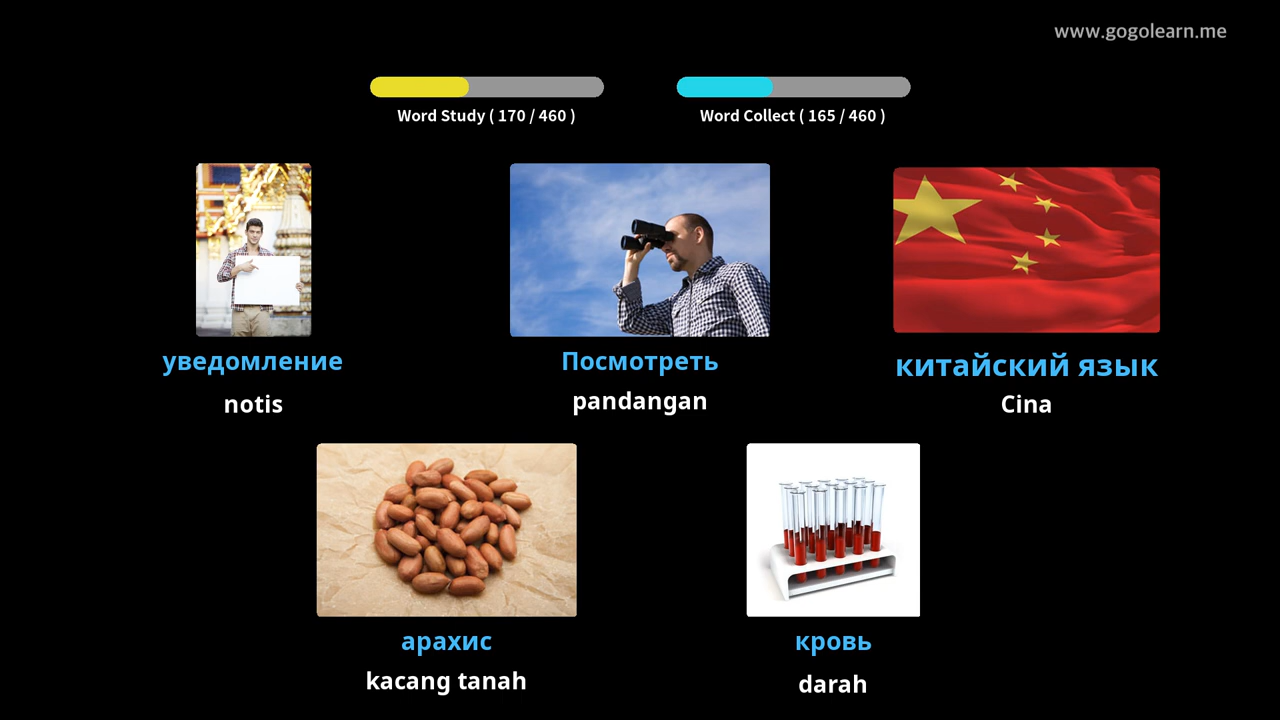 www.gogolearn.me
Word Study ( 170 / 460 )
Word Collect ( 165 / 460 )
уведомление
notis
Посмотреть
pandangan
китайский язык
Cina
арахис
kacang tanah
кровь
darah